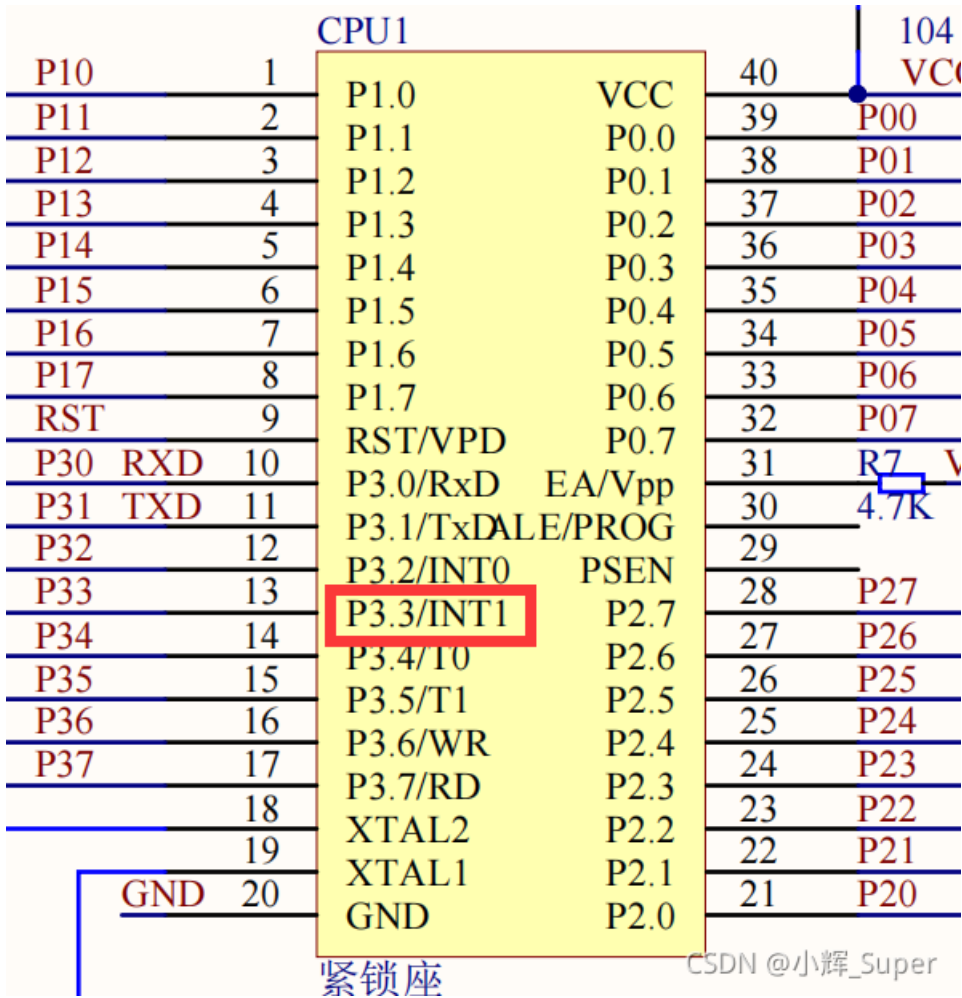 CPU1
104
P10 1 P1.0 VCC 40 VCC
P11 2 P1.1 P0.0 39 P00
P12 3 P1.2 P0.1 38 P01
P13 4 P1.3 P0.2 37 P02
P14 5 P1.4 P0.3 36 P03
P15 6 P1.5 P0.4 35 P04
P16 7 P1.6 P0.5 34 P05
P17 8 P1.7 P0.6 33 P06
RST 9 RST/VPD P0.7 32 P07
P30 RXD 10 P3.0/RxD EA/Vpp 31 R7 V
P31 TXD 11 P3.1/TxD ALE/PROG 30 4.7K
P32 12 P3.2/INT0 PSEN 29
P33 13 P3.3/INT1 P2.7 28 P27
P34 14 P3.4/T0 P2.6 27 P26
P35 15 P3.5/T1 P2.5 26 P25
P36 16 P3.6/WR P2.4 25 P24
P37 17 P3.7/RD P2.3 24 P23
18 XTAL2 P2.2 23 P22
19 XTAL1 P2.1 22 P21
GND 20 GND P2.0 21 P20
紧锁座
CSDN @小辉_Super